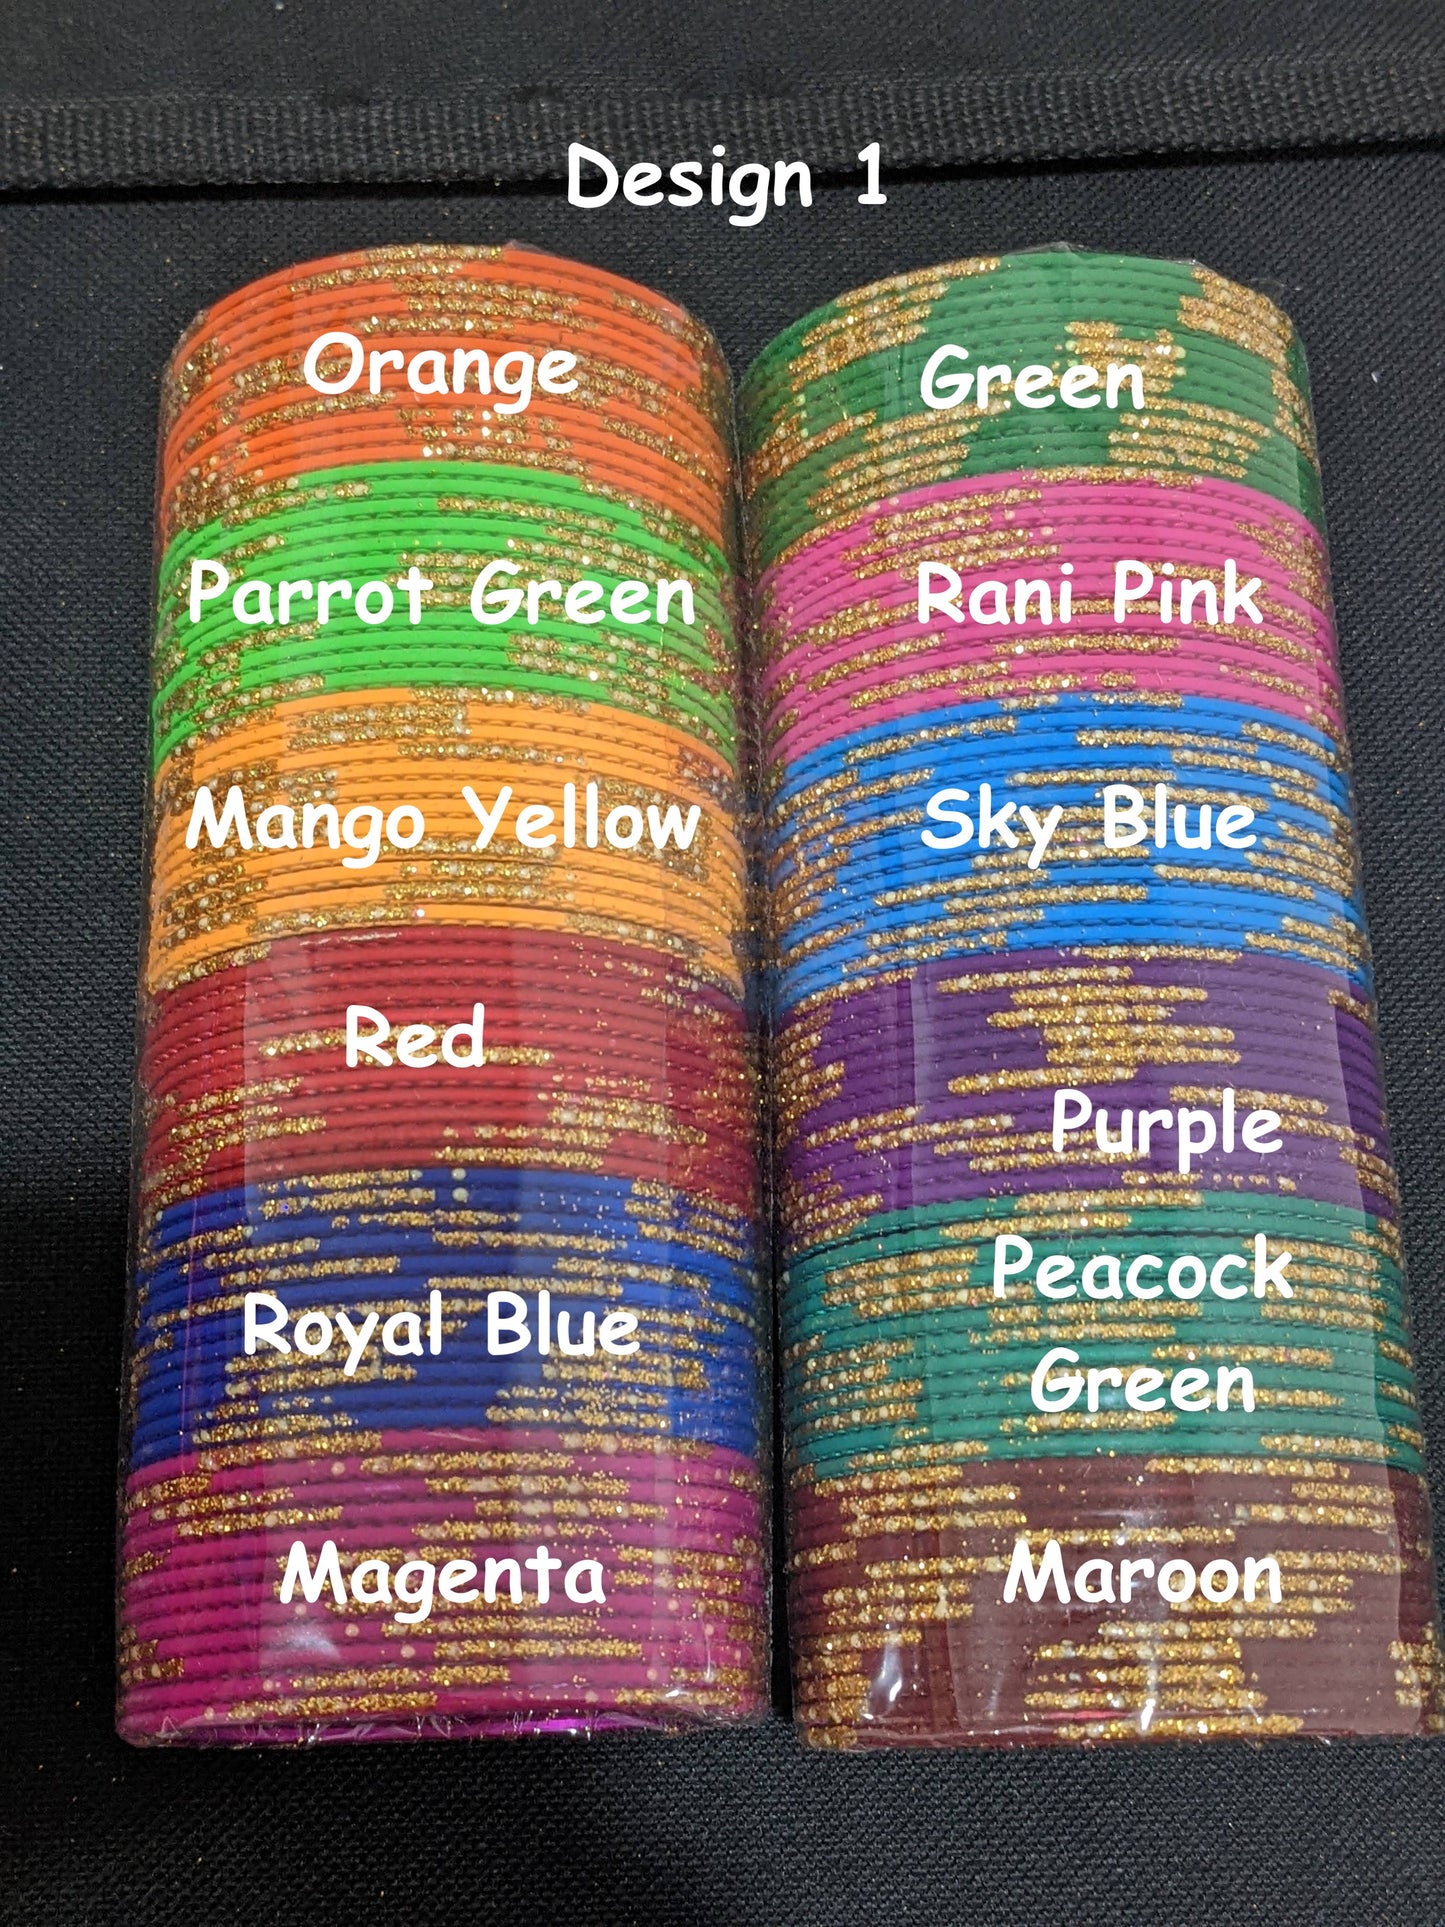 Design 1
Orange
Parrot Green
Mango Yellow
Red
Royal Blue
Magenta
Green
Rani Pink
Sky Blue
Purple
Peacock
Green
Maroon